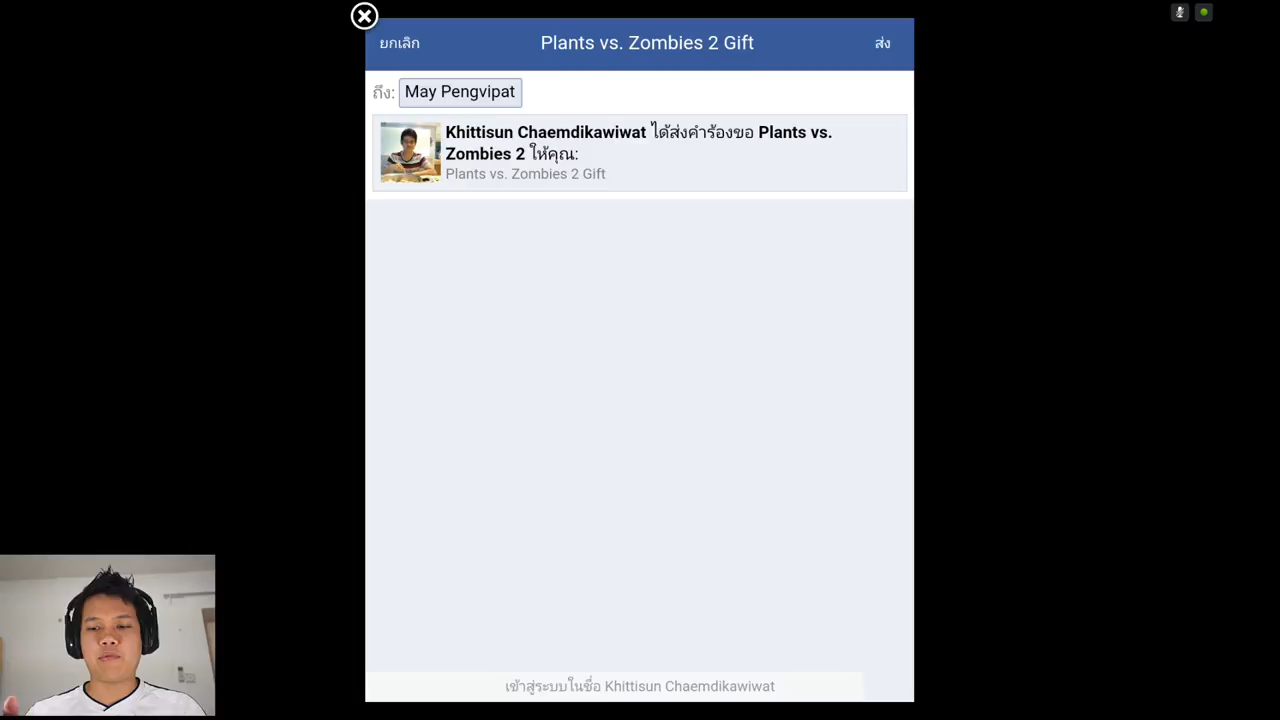 ยกเลิก Plants vs. Zombies 2 Gift ส่ง
ถึง: May Pengvipat
Khittisun Chaemdikawiwat ได้ส่งคำร้องขอ Plants vs.
Zombies 2 ให้คุณ:
Plants vs. Zombies 2 Gift
เข้าสู่ระบบในชื่อ Khittisun Chaemdikawiwat